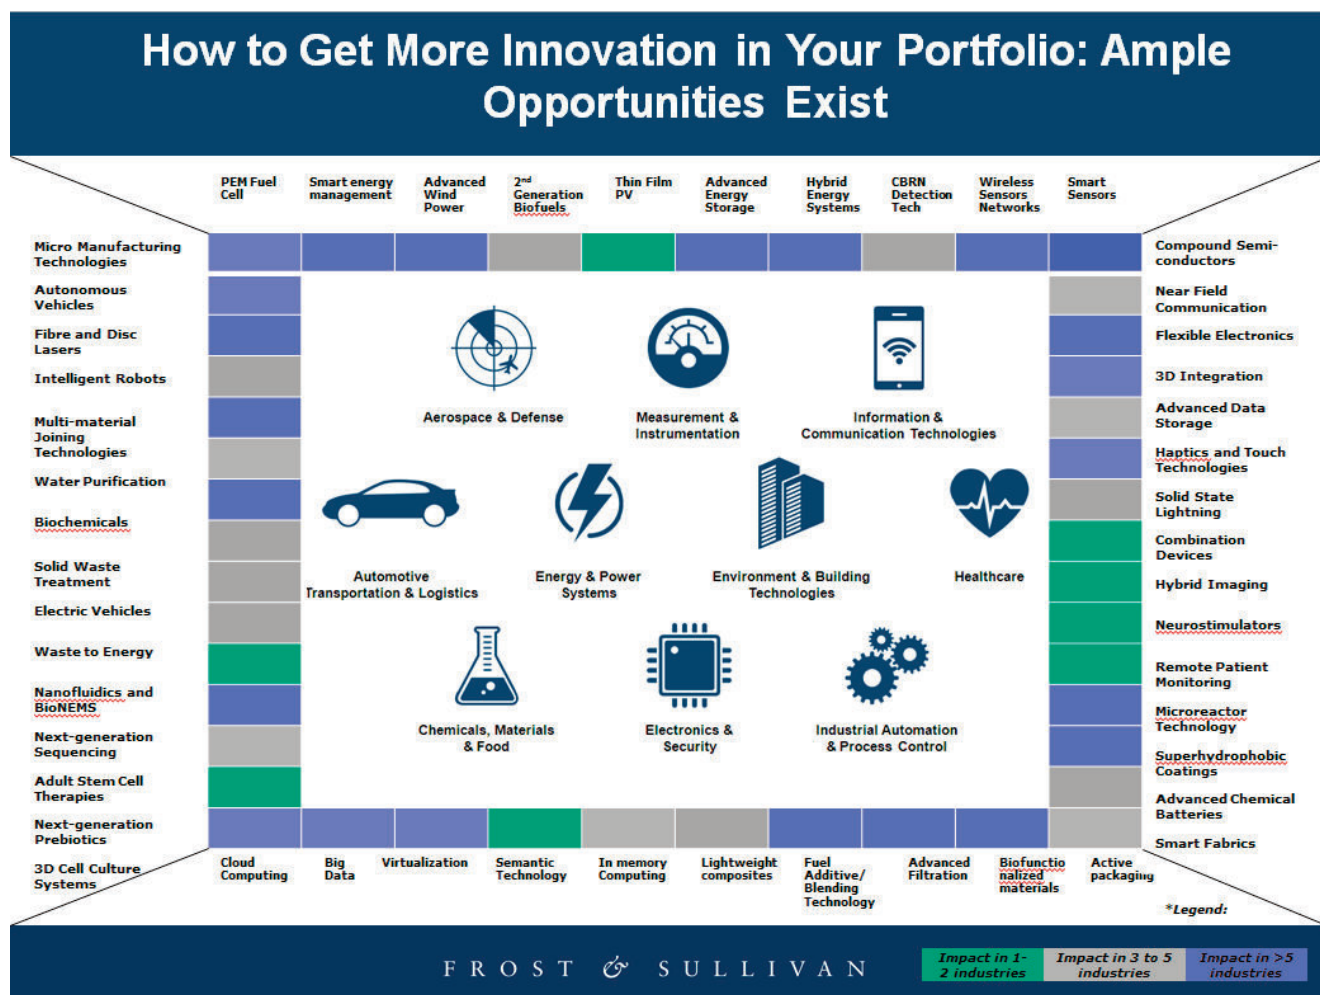 How to Get More Innovation in Your Portfolio: Ample
Opportunities Exist
PEM Fuel
Cell
Smart energy
management
Advanced
Wind
Power
2nd
Generation
Biofuels
Thin Film
PV
Advanced
Energy
Storage
Hybrid
Energy
Systems
CBRN
Detection
Tech
Wireless
Sensors
Networks
Smart
Sensors
Micro Manufacturing
Technologies
Autonomous
Vehicles
Fibre and Disc
Lasers
Intelligent Robots
Multi-material
Joining
Technologies
Water Purification
Biochemicals
Solid Waste
Treatment
Electric Vehicles
Waste to Energy
Nanofluidics and
BioNEMS
Next-generation
Sequencing
Adult Stem Cell
Therapies
Next-generation
Prebiotics
3D Cell Culture
Systems
Aerospace & Defense
Measurement &
Instrumentation
Information &
Communication Technologies
Automotive
Transportation & Logistics
Energy & Power
Systems
Environment & Building
Technologies
Healthcare
Chemicals, Materials
& Food
Electronics &
Security
Industrial Automation
& Process Control
Compound Semi-
conductors
Near Field
Communication
Flexible Electronics
3D Integration
Advanced Data
Storage
Haptics and Touch
Technologies
Solid State
Lightning
Combination
Devices
Hybrid Imaging
Neurostimulators
Remote Patient
Monitoring
Microreactor
Technology
Superhydrophobic
Coatings
Advanced Chemical
Batteries
Smart Fabrics
Cloud
Computing
Big
Data
Virtualization
Semantic
Technology
In memory
Computing
Lightweight
composites
Fuel
Additive/
Blending
Technology
Advanced
Filtration
Biofunctio
nalized
materials
Active
packaging
*Legend:
FROST & SULLIVAN
Impact in 1-
2 industries
Impact in 3 to 5
industries
Impact in >5
industries